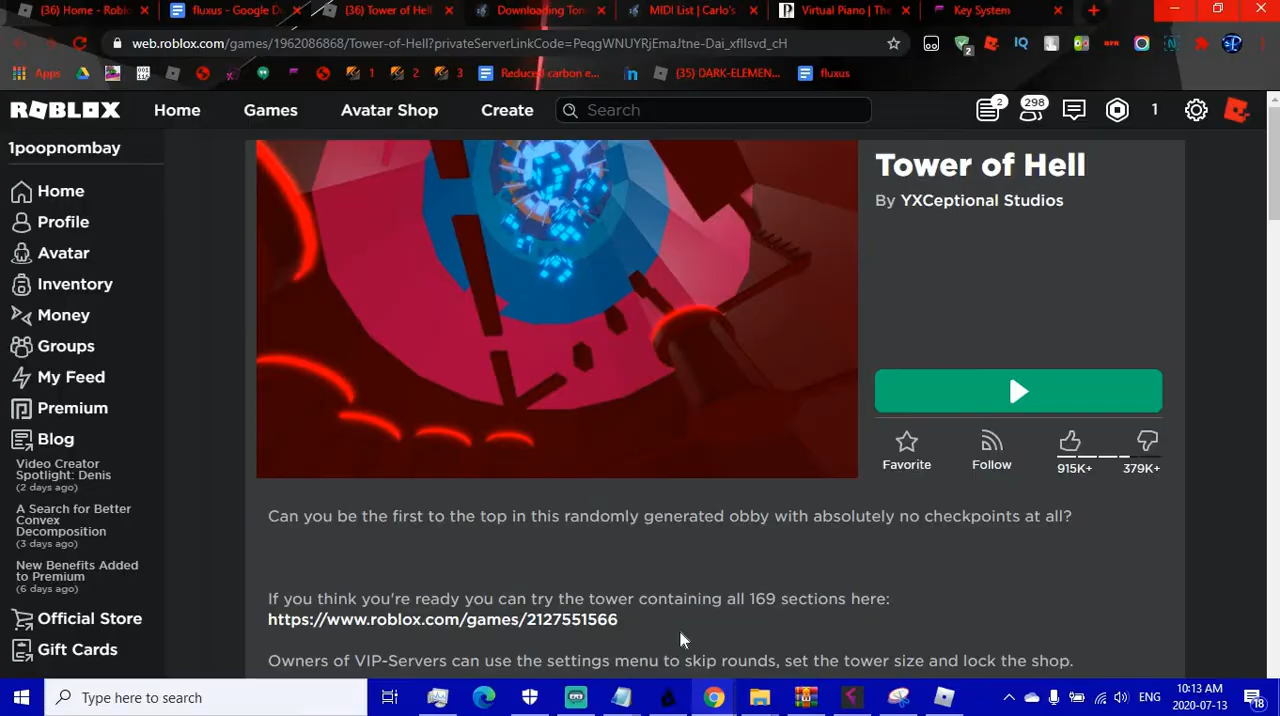 (36) Home - Roblo
fluxus - Google D
(36) Tower of Hell
Downloading Ton
MIDI List | Carlo's
Virtual Piano | The
Key System
web.roblox.com/games/1962086868/Tower-of-Hell?privateServerLinkCode=PeqgWNUYRjEmaJtne-Dai_xfIlsvd_cH
2
IQ
Apps
1
2
3
Reduced carbon e...
(35) DARK-ELEMEN...
fluxus
ROBLOX
Home
Games
Avatar Shop
Create
Search
2
298
1
1poopnombay
Home
Profile
Avatar
Inventory
Money
Groups
My Feed
Premium
Blog
Video Creator
Spotlight: Denis
(2 days ago)
A Search for Better
Convex
Decomposition
(3 days ago)
New Benefits Added
to Premium
(6 days ago)
Official Store
Gift Cards
Tower of Hell
By YXCeptional Studios
Favorite
Follow
915K+
379K+
Can you be the first to the top in this randomly generated obby with absolutely no checkpoints at all?
If you think you're ready you can try the tower containing all 169 sections here:
https://www.roblox.com/games/2127551566
Owners of VIP-Servers can use the settings menu to skip rounds, set the tower size and lock the shop.
Type here to search
ENG
10:13 AM
2020-07-13
18